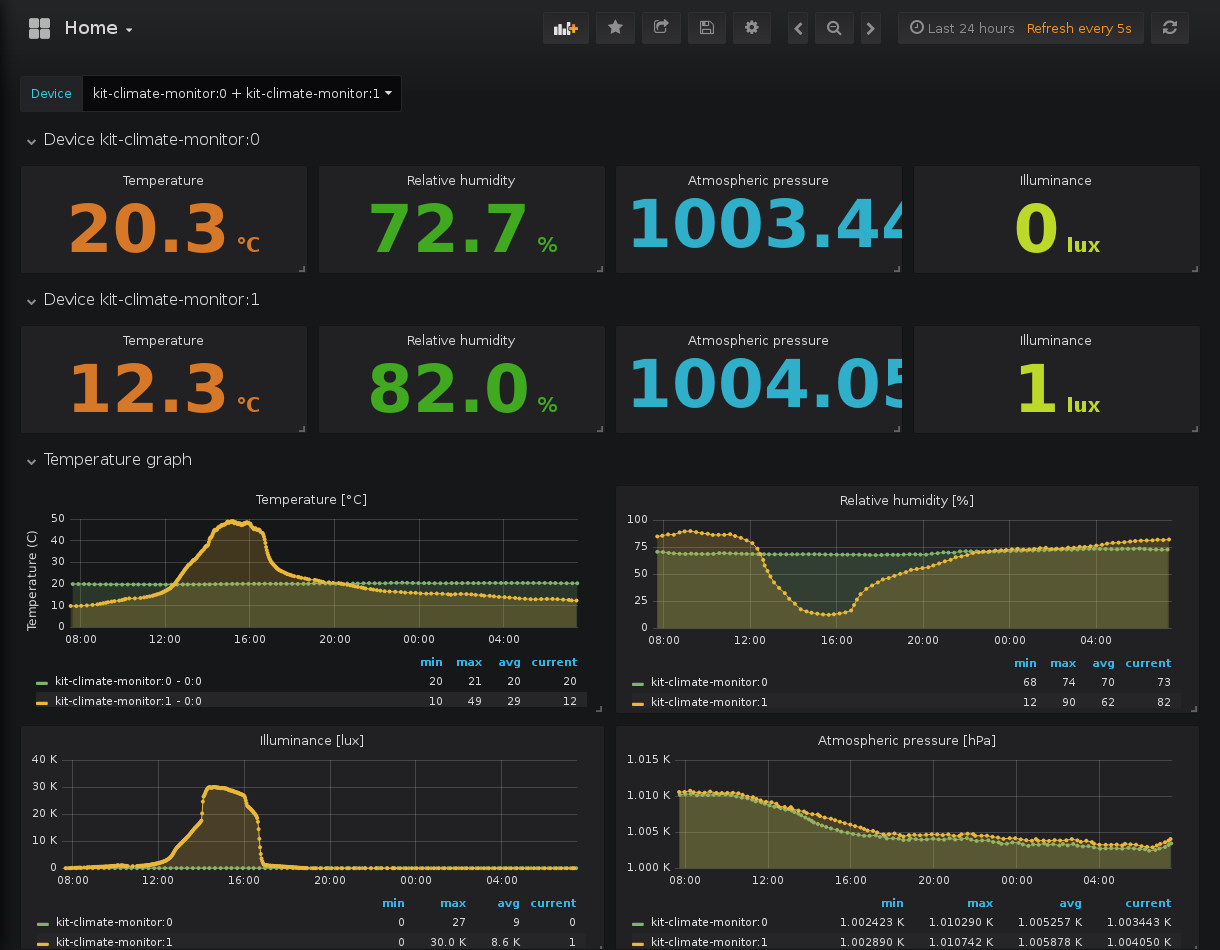 Home
Last 24 hours Refresh every 5s
Device kit-climate-monitor:0 + kit-climate-monitor:1
Device kit-climate-monitor:0
Temperature Relative humidity Atmospheric pressure Illuminance
20.3 °C 72.7 % 1003.44 0 lux
Device kit-climate-monitor:1
Temperature Relative humidity Atmospheric pressure Illuminance
12.3 °C 82.0 % 1004.05 1 lux
Temperature graph
Temperature [°C]
Temperature (C)
50
40
30
20
10
0
08:00 12:00 16:00 20:00 00:00 04:00
min max avg current
kit-climate-monitor:0 - 0:0 20 21 20 20
kit-climate-monitor:1 - 0:0 10 49 29 12
Relative humidity [%]
100
75
50
25
0
08:00 12:00 16:00 20:00 00:00 04:00
min max avg current
kit-climate-monitor:0 68 74 70 73
kit-climate-monitor:1 12 90 62 82
Illuminance [lux]
40 K
30 K
20 K
10 K
0
08:00 12:00 16:00 20:00 00:00 04:00
min max avg current
kit-climate-monitor:0 0 27 9 0
kit-climate-monitor:1 0 30.0 K 8.6 K 1
Atmospheric pressure [hPa]
1.015 K
1.010 K
1.005 K
1.000 K
08:00 12:00 16:00 20:00 00:00 04:00
min max avg current
kit-climate-monitor:0 1.002423 K 1.010290 K 1.005257 K 1.003443 K
kit-climate-monitor:1 1.002890 K 1.010742 K 1.005878 K 1.004050 K